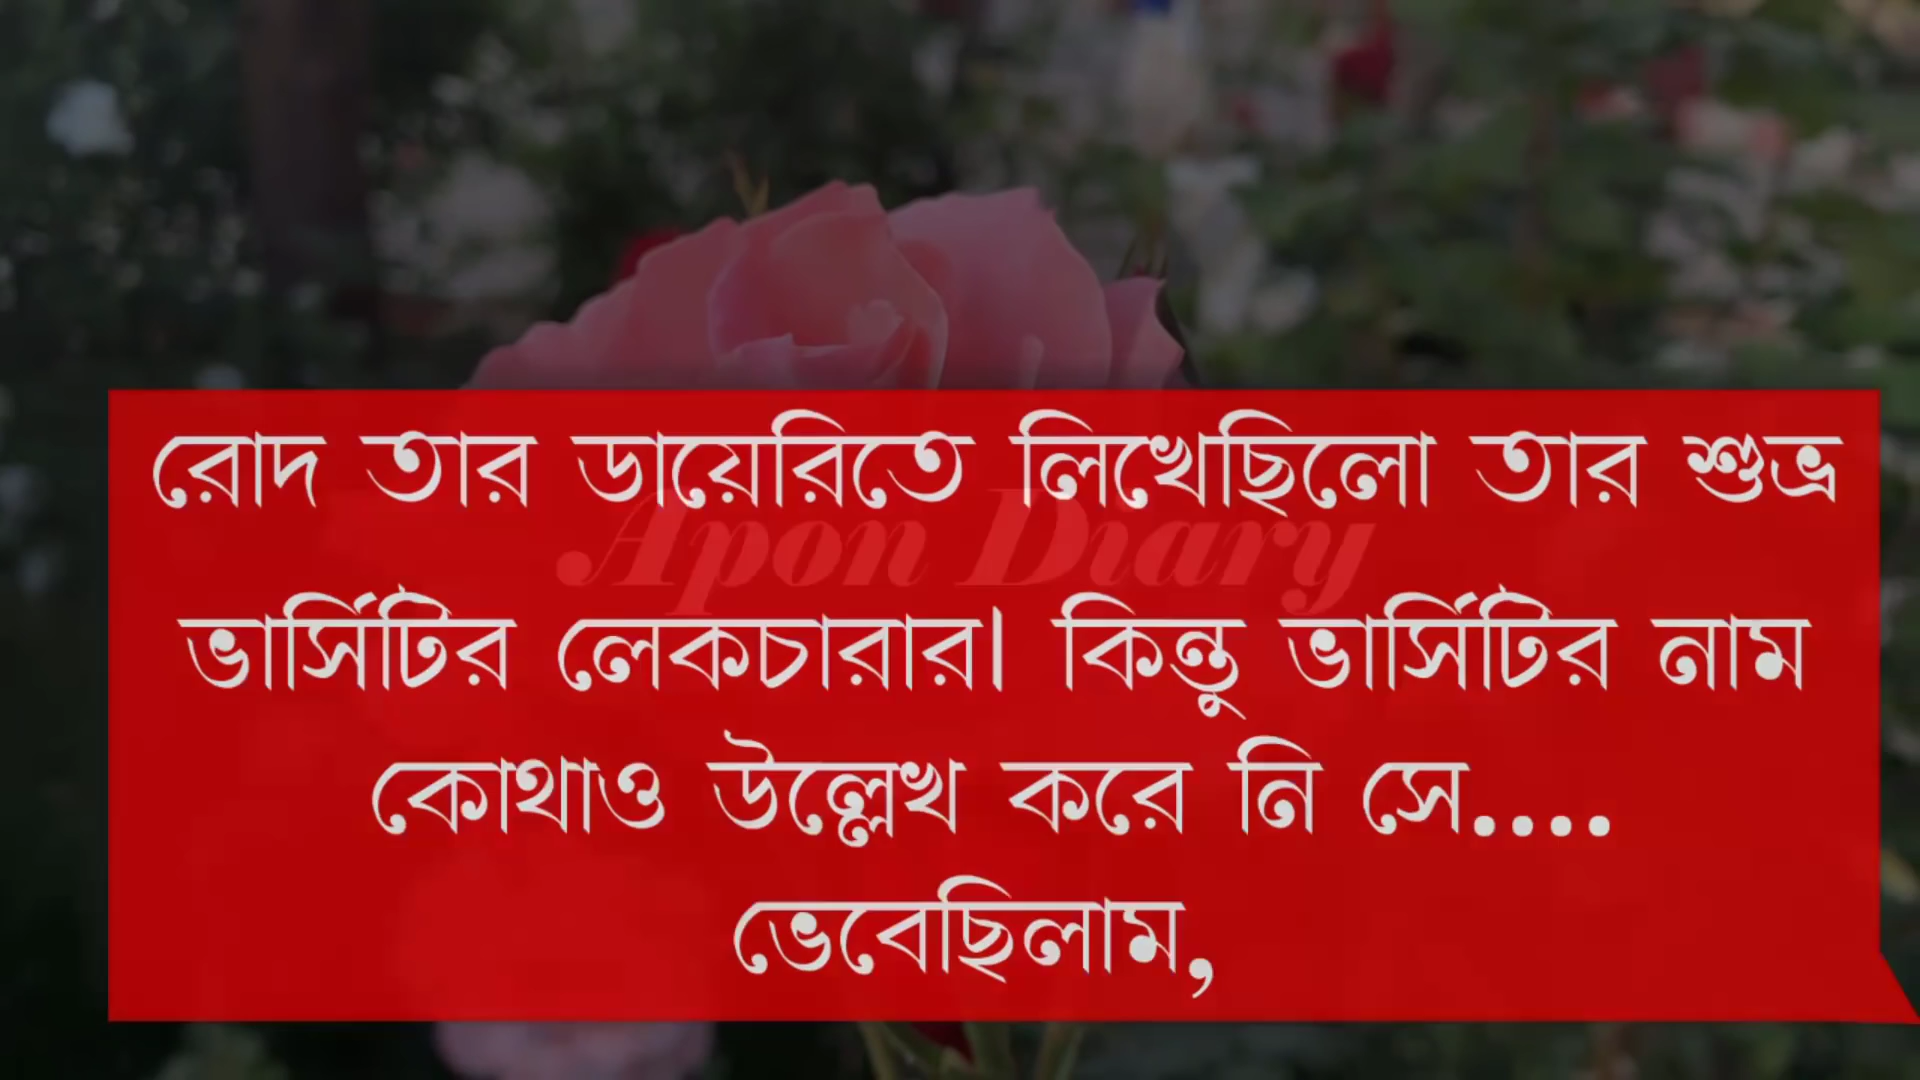 রোদ তার ডায়েরিতে লিখেছিলো তার শুভ্র
Apon Diary
ভার্সিটির লেকচারার। কিন্তু ভার্সিটির নাম
কোথাও উল্লেখ করে নি সে....
ভেবেছিলাম,